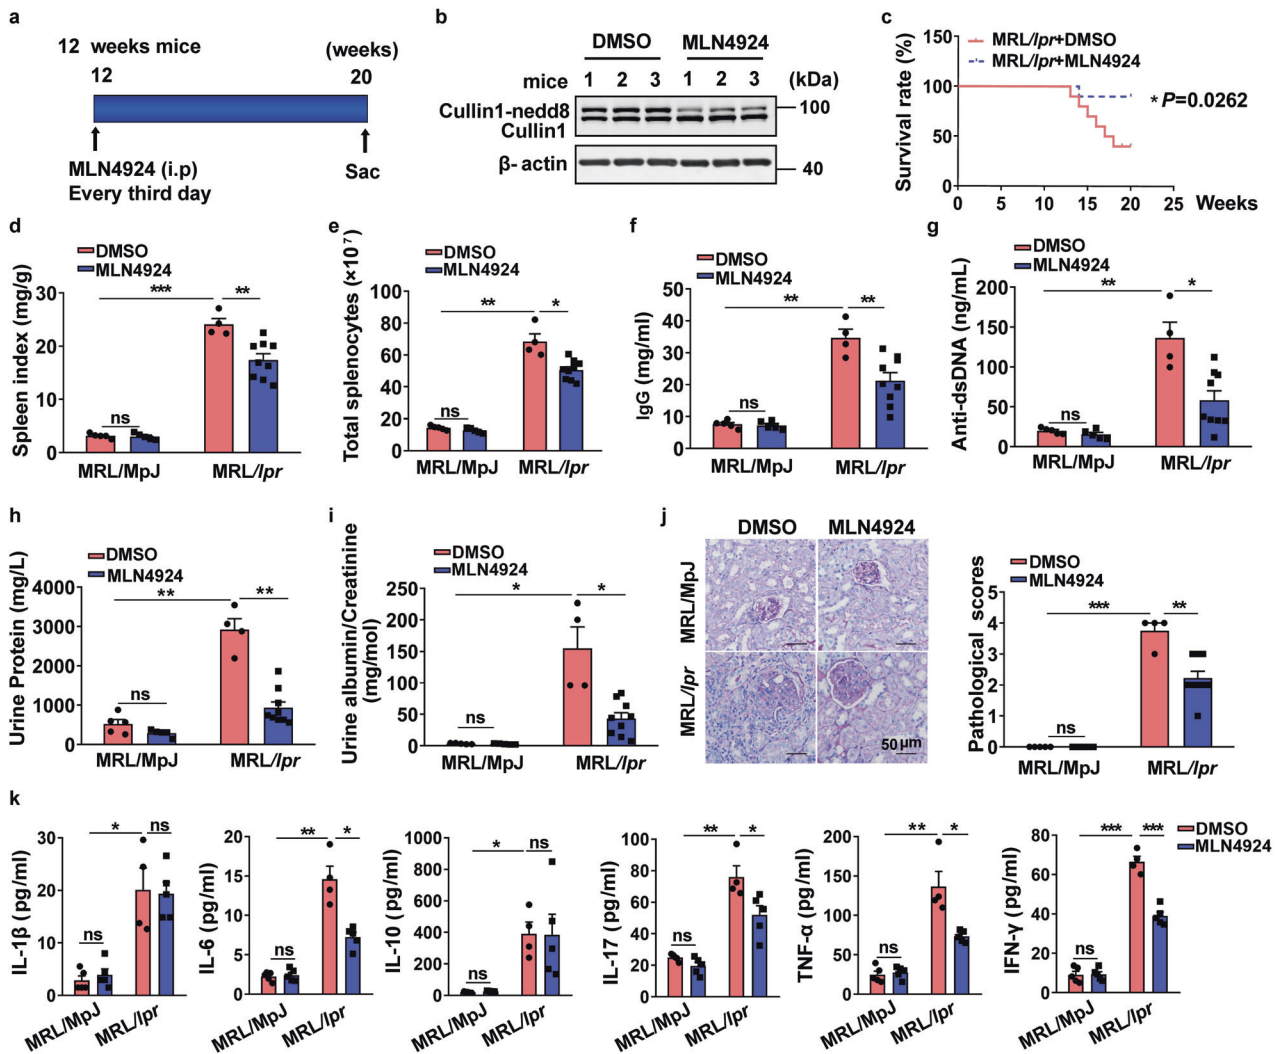 a
12 weeks mice
(weeks)
12
20
MLN4924 (i.p)
Every third day
Sac
b
DMSO
MLN4924
mice
1 2 3 1 2 3
(kDa)
Cullin1-nedd8
Cullin1
100
β- actin
40
c
Survival rate (%)
150
100
50
0
0 5 10 15 20 25
Weeks
MRL/lpr+DMSO
MRL/lpr+MLN4924
* P=0.0262
d
DMSO
MLN4924
Spleen index (mg/g)
30
20
10
0
ns
***
**
MRL/MpJ
MRL/lpr
e
DMSO
MLN4924
Total splenocytes (×10⁷)
100
80
60
40
20
0
ns
**
*
MRL/MpJ
MRL/lpr
f
DMSO
MLN4924
IgG (mg/ml)
50
40
30
20
10
0
ns
**
**
MRL/MpJ
MRL/lpr
g
DMSO
MLN4924
Anti-dsDNA (ng/mL)
200
150
100
50
0
ns
**
*
MRL/MpJ
MRL/lpr
h
DMSO
MLN4924
Urine Protein (mg/L)
4000
3000
2000
1000
0
ns
**
**
MRL/MpJ
MRL/lpr
i
DMSO
MLN4924
Urine albumin/Creatinine
(mg/mol)
250
200
150
100
50
0
ns
*
*
MRL/MpJ
MRL/lpr
j
DMSO
MLN4924
MRL/MpJ
MRL/lpr
50 μm
DMSO
MLN4924
Pathological scores
5
4
3
2
1
0
ns
***
**
MRL/MpJ
MRL/lpr
k
IL-1β (pg/ml)
30
20
10
0
ns
*
ns
MRL/MpJ
MRL/lpr
IL-6 (pg/ml)
20
15
10
5
0
ns
**
*
MRL/MpJ
MRL/lpr
IL-10 (pg/ml)
1000
800
600
400
200
0
ns
*
ns
MRL/MpJ
MRL/lpr
IL-17 (pg/ml)
100
80
60
40
20
0
ns
**
*
MRL/MpJ
MRL/lpr
TNF-α (pg/ml)
200
150
100
50
0
ns
**
*
MRL/MpJ
MRL/lpr
IFN-γ (pg/ml)
80
60
40
20
0
ns
***
***
MRL/MpJ
MRL/lpr
DMSO
MLN4924